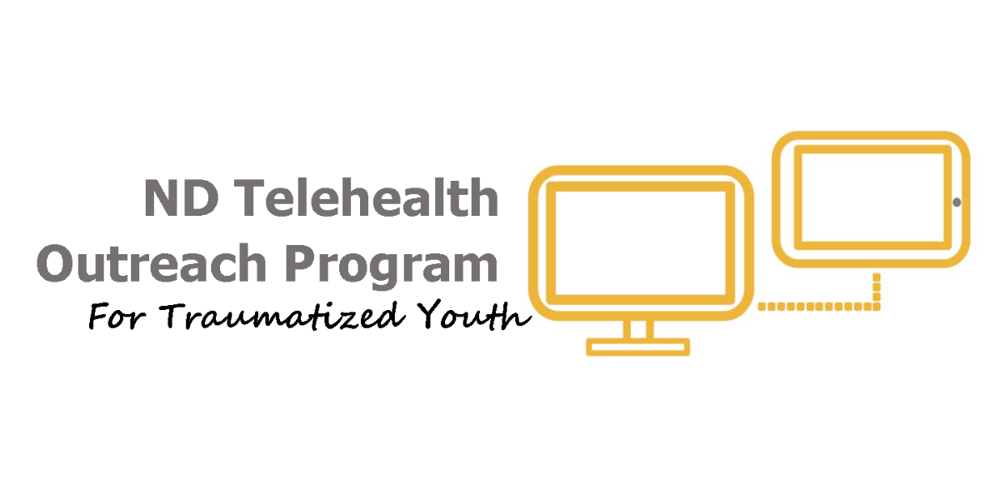 ND Telehealth
Outreach Program
For Traumatized Youth